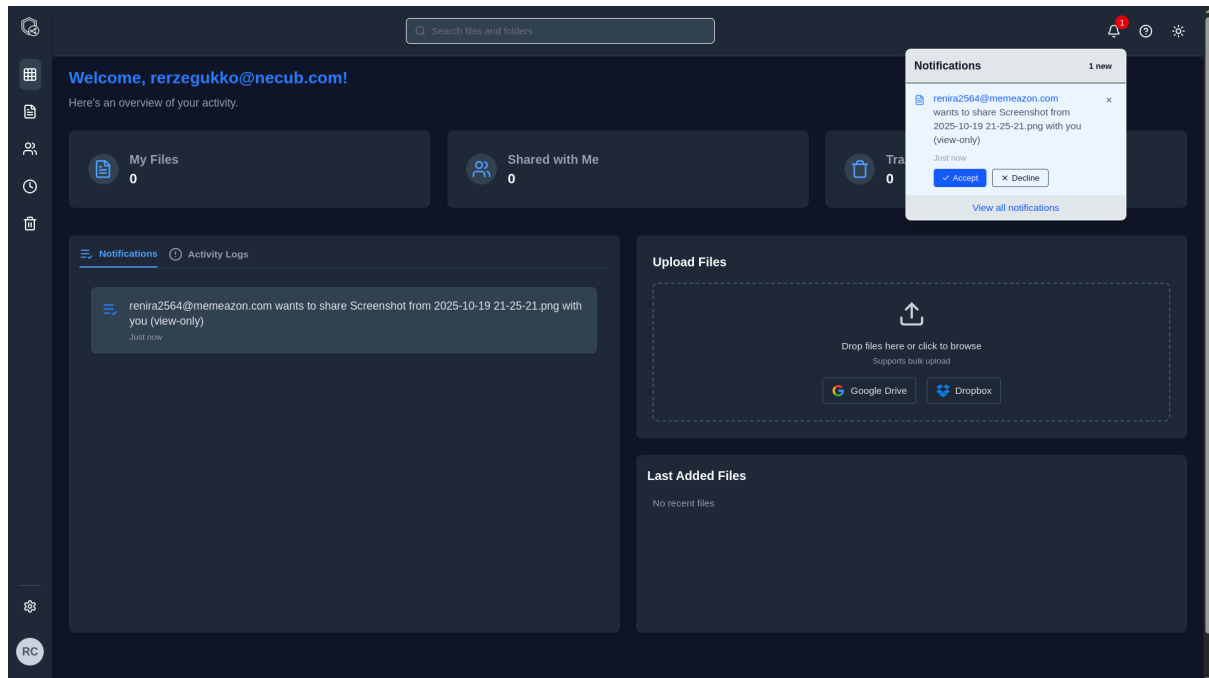 Search files and folders
1
Welcome, rerzegukko@necub.com!
Here's an overview of your activity.
Notifications
1 new
renira2564@memeazon.com
wants to share Screenshot from
2025-10-19 21-25-21.png with you
(view-only)
Just now
Accept
Decline
View all notifications
My Files
0
Shared with Me
0
Tra
0
Notifications
Activity Logs
renira2564@memeazon.com wants to share Screenshot from 2025-10-19 21-25-21.png with
you (view-only)
Just now
Upload Files
Drop files here or click to browse
Supports bulk upload
Google Drive
Dropbox
Last Added Files
No recent files
RC